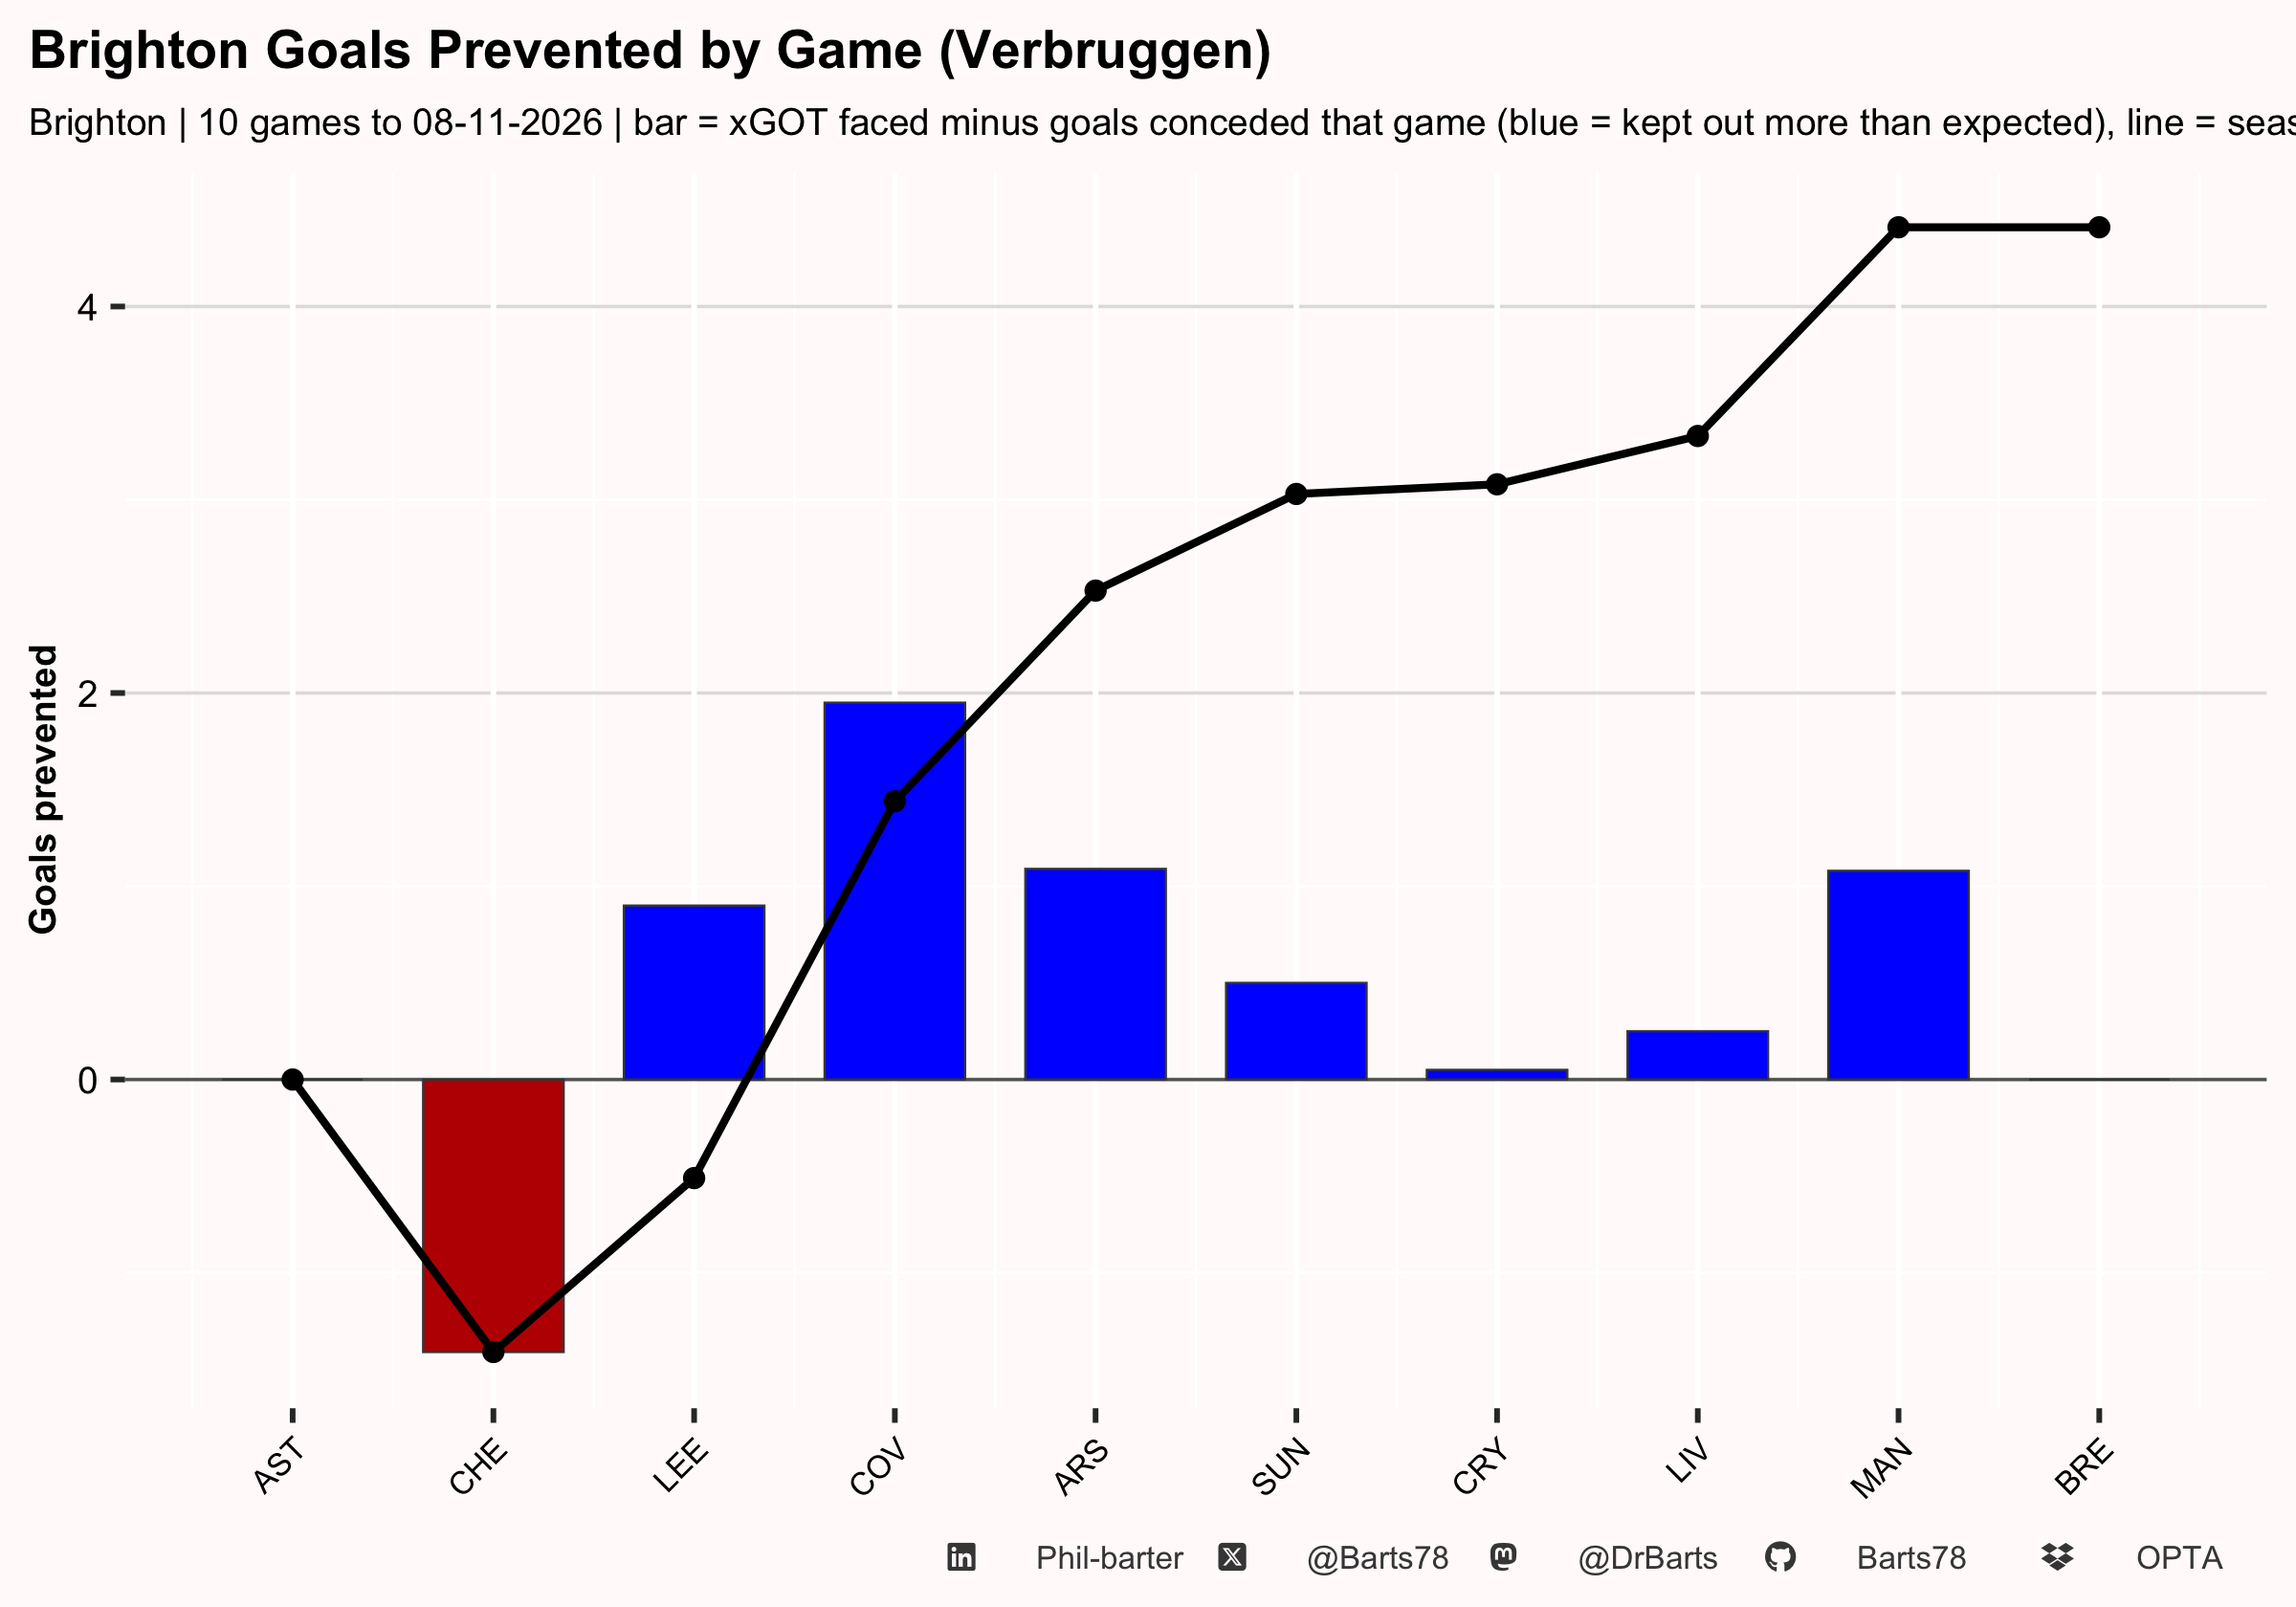 Brighton Goals Prevented by Game (Verbruggen)
Brighton | 10 games to 08-11-2026 | bar = xGOT faced minus goals conceded that game (blue = kept out more than expected), line = seas
Goals prevented
4
2
0
AST
CHE
LEE
COV
ARS
SUN
CRY
LIV
MAN
BRE
Phil-barter @Barts78 @DrBarts Barts78 OPTA